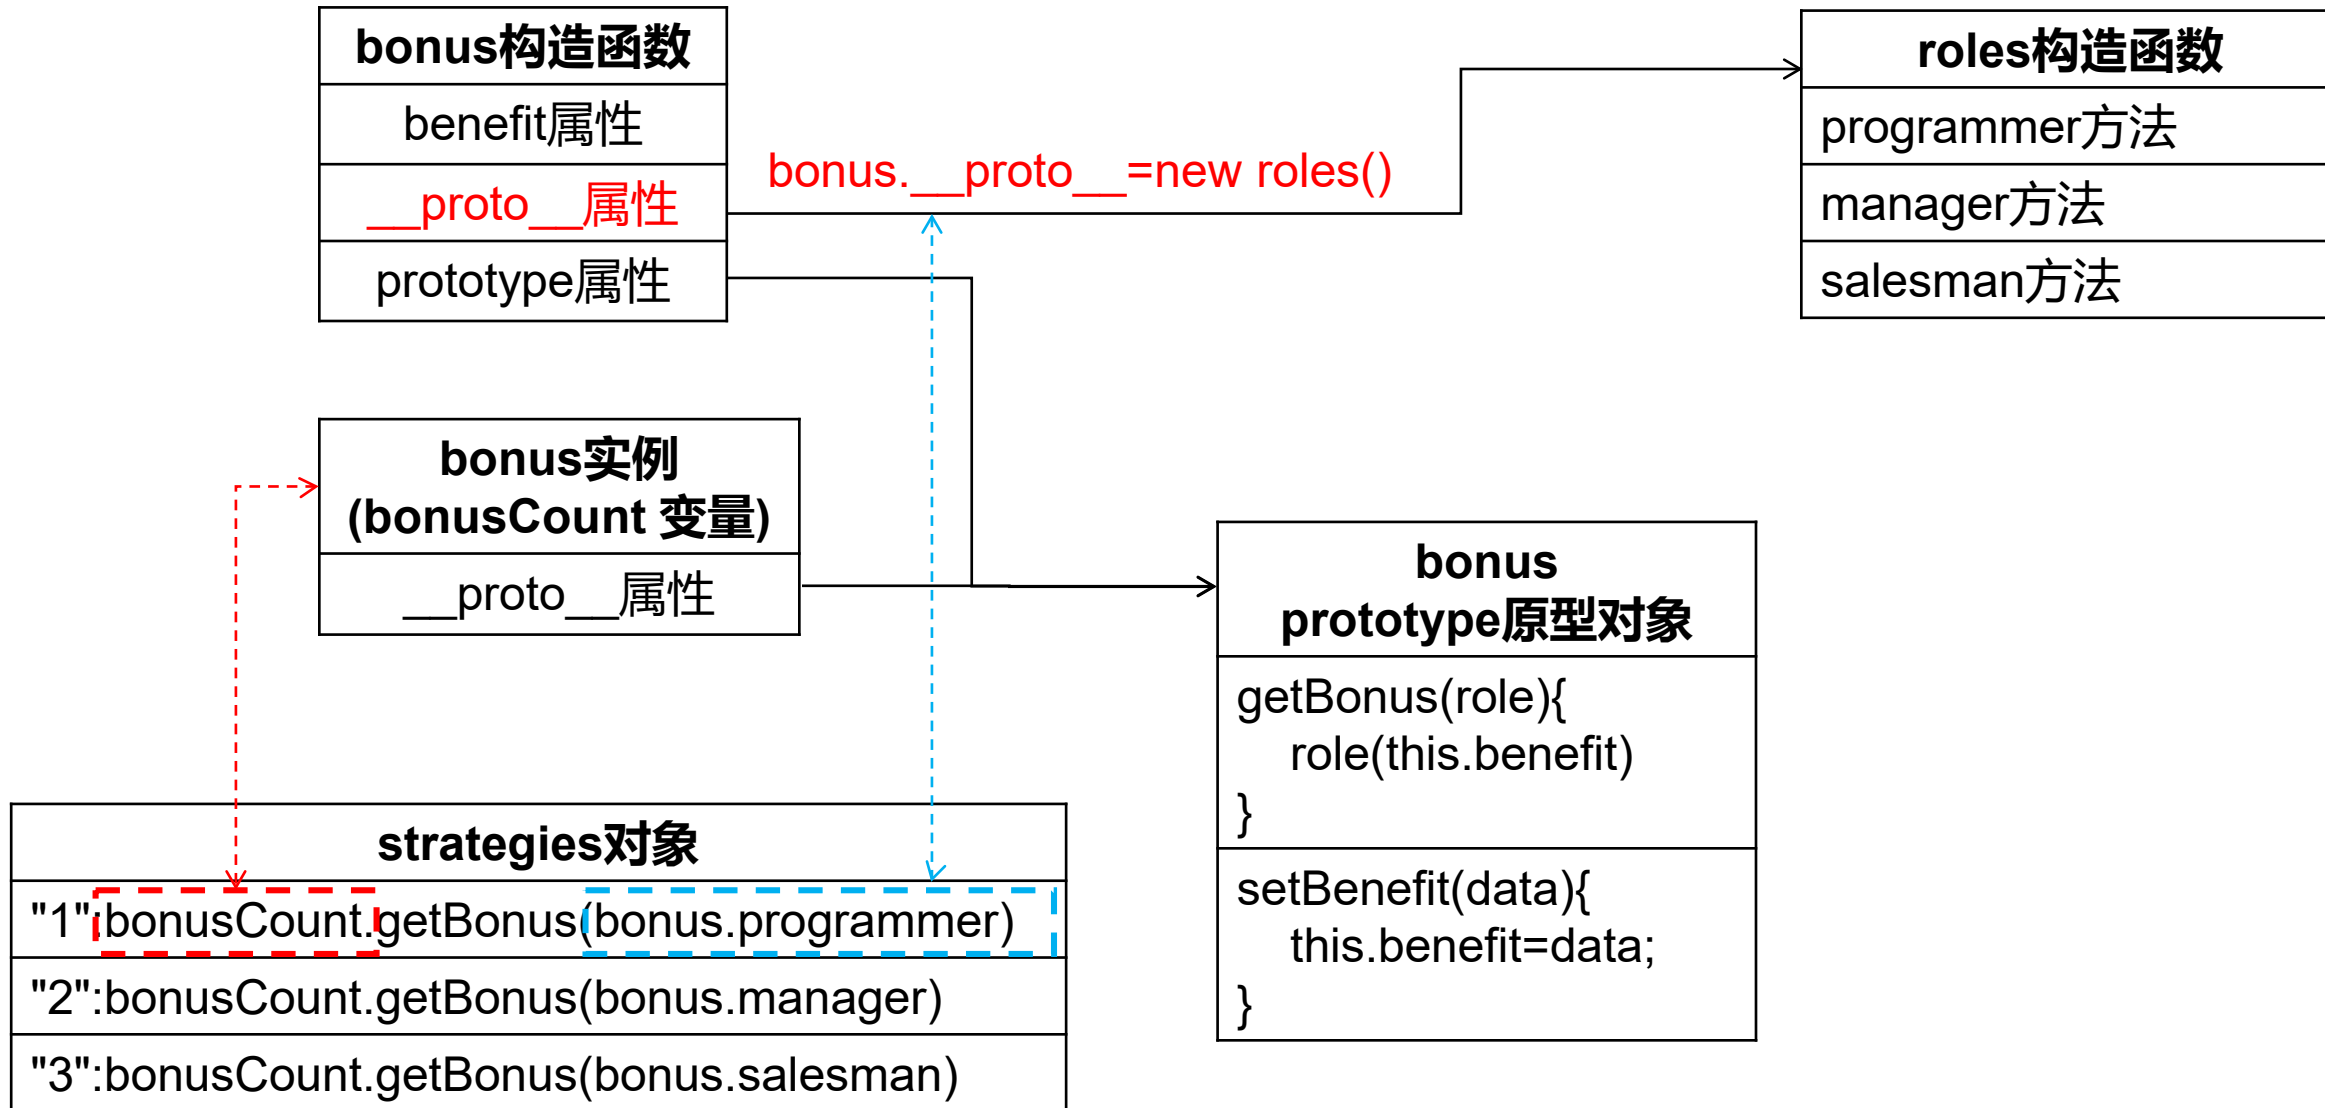 bonus构造函数
benefit属性
__proto__属性
prototype属性
bonus.__proto__=new roles()
roles构造函数
programmer方法
manager方法
salesman方法
bonus实例
(bonusCount 变量)
__proto__属性
bonus
prototype原型对象
getBonus(role){
role(this.benefit)
}
setBenefit(data){
this.benefit=data;
}
strategies对象
"1":bonusCount.getBonus(bonus.programmer)
"2":bonusCount.getBonus(bonus.manager)
"3":bonusCount.getBonus(bonus.salesman)